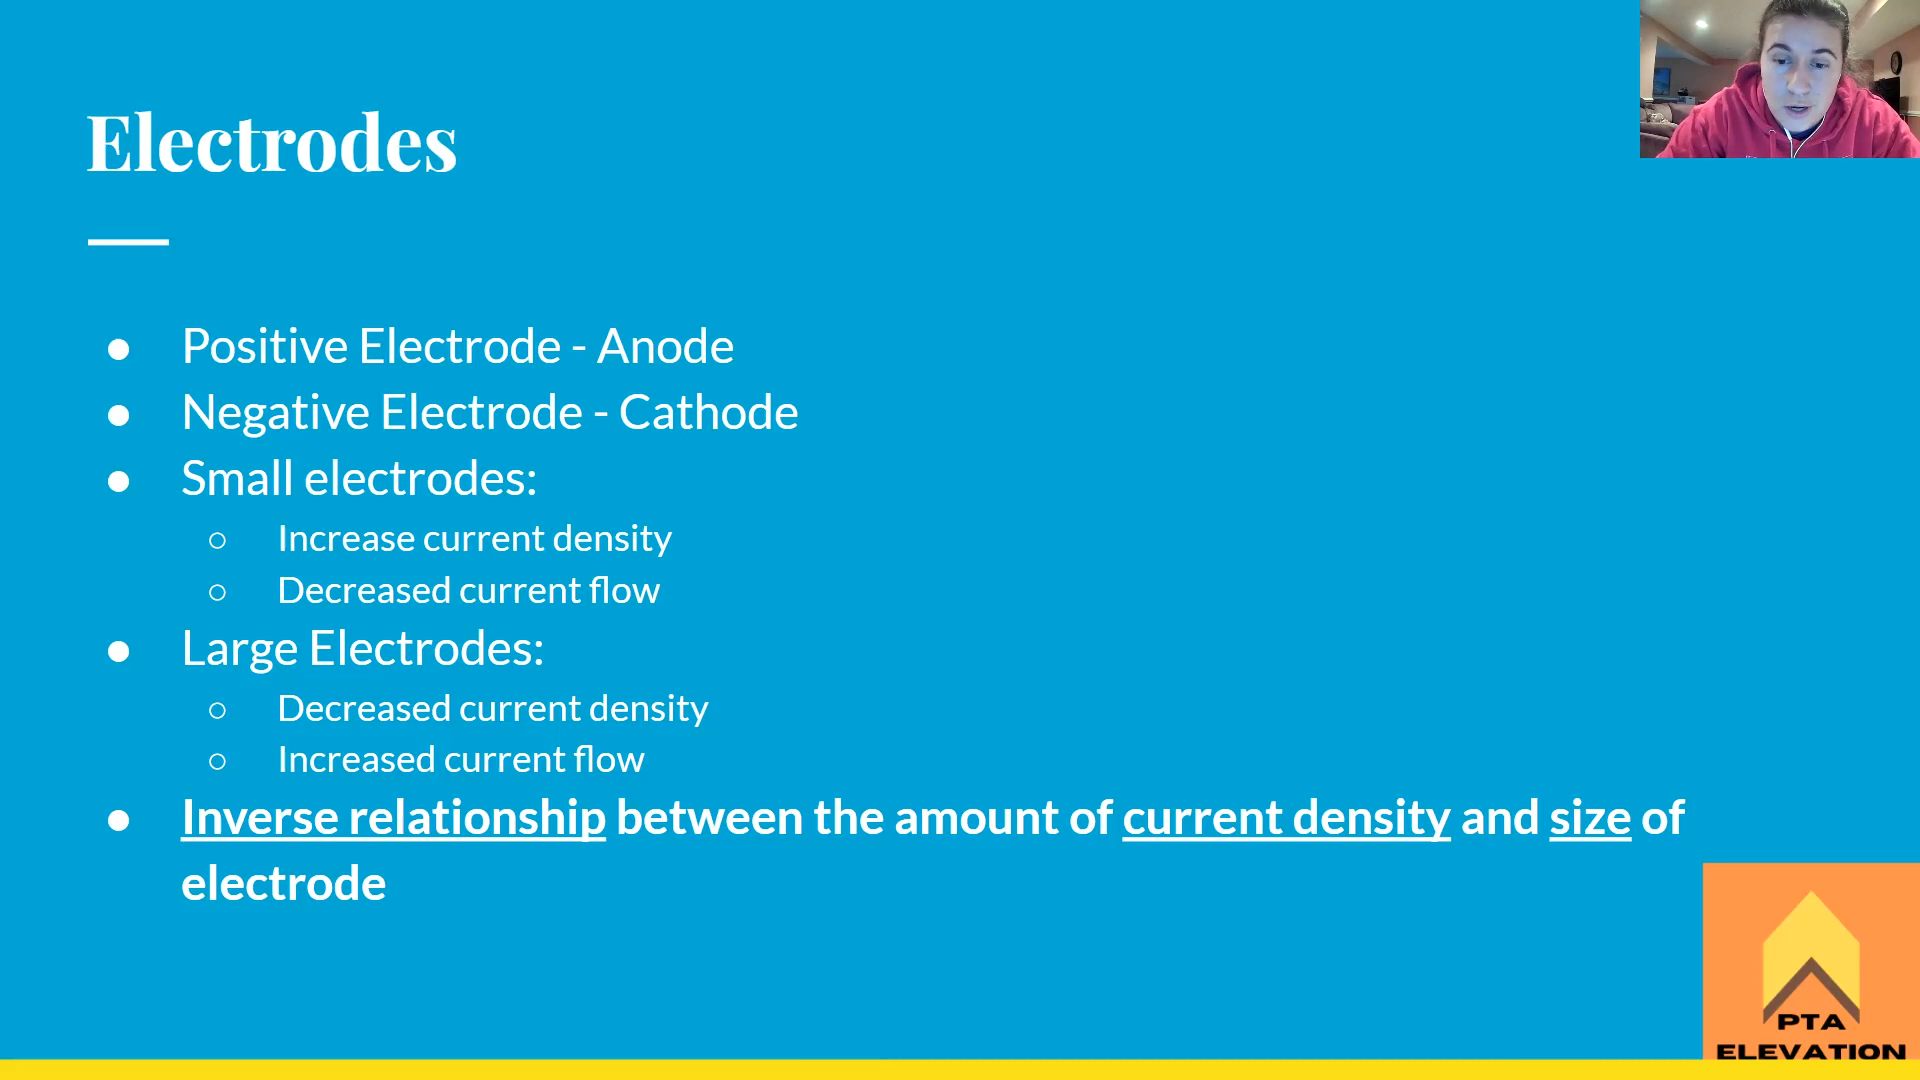 Electrodes
● Positive Electrode - Anode
● Negative Electrode - Cathode
● Small electrodes:
○ Increase current density
○ Decreased current flow
● Large Electrodes:
○ Decreased current density
○ Increased current flow
● Inverse relationship between the amount of current density and size of
electrode
PTA
ELEVATION